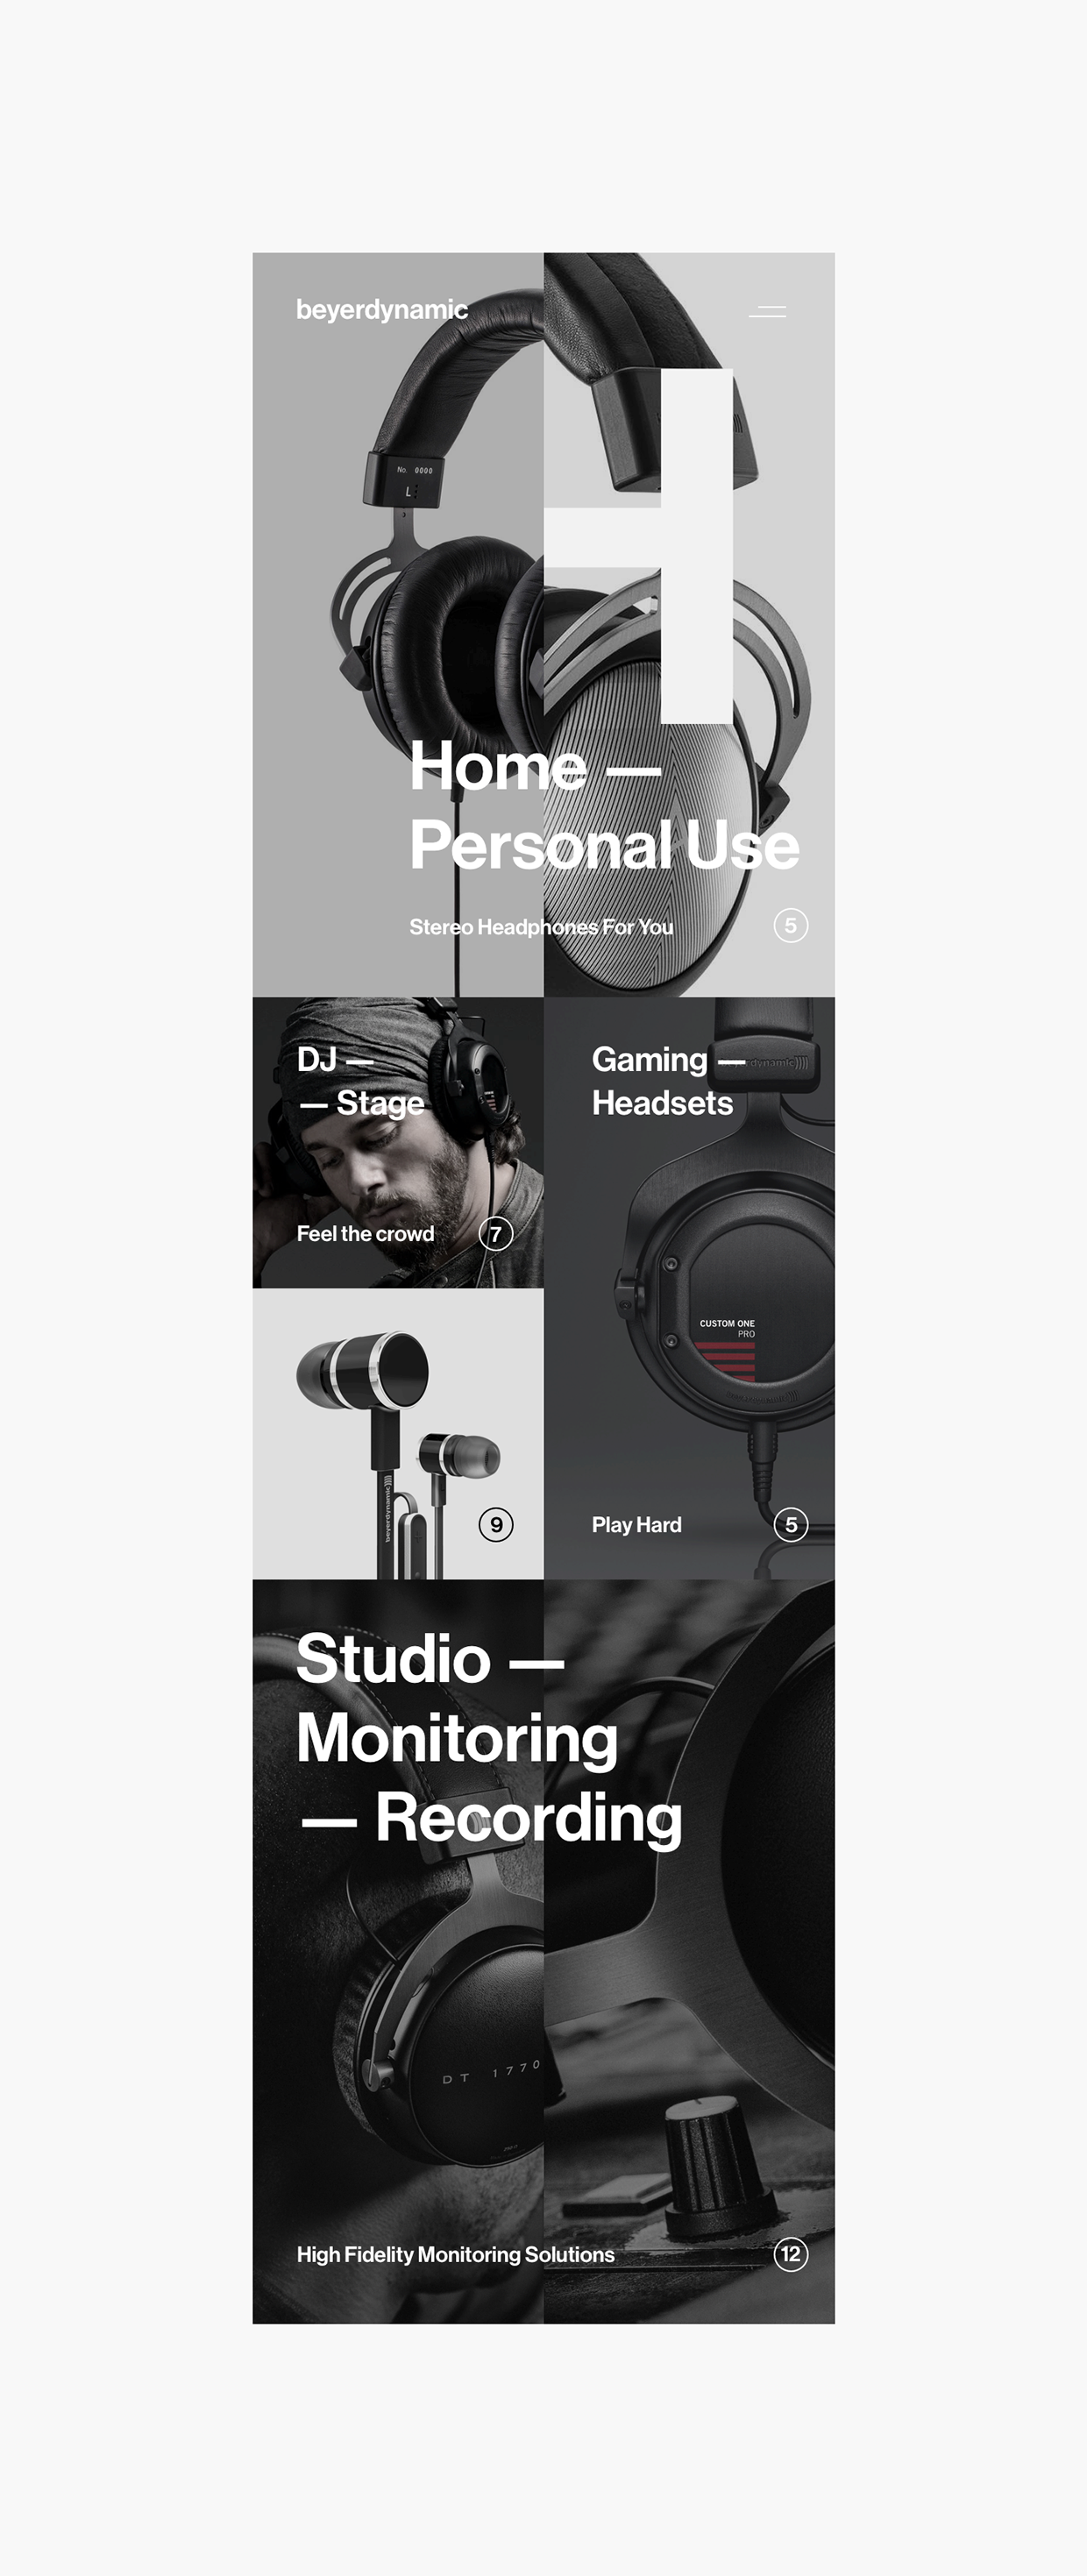 beyerdynamic
No. 0000
L
H
Home —
Personal Use
Stereo Headphones For You
5
DJ —
— Stage
Feel the crowd
7
Gaming —
Headsets
CUSTOM ONE
PRO
Play Hard
5
beyerdynamic
9
Studio —
Monitoring
— Recording
DT 1770
High Fidelity Monitoring Solutions
12